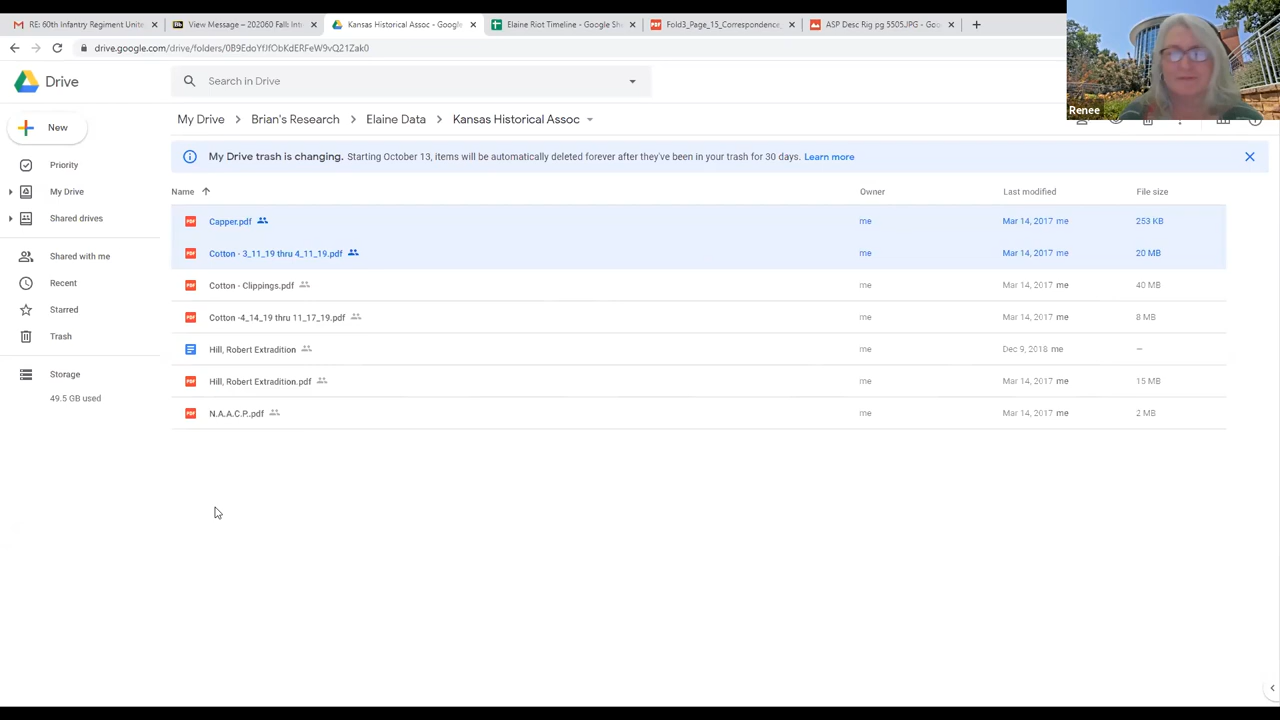 RE: 60th Infantry Regiment Unite
View Message – 202060 Fall: Int
Kansas Historical Assoc - Google
Elaine Riot Timeline - Google Sh
Fold3_Page_15_Correspondence_
ASP Desc Rig pg 5505.JPG - Goo
drive.google.com/drive/folders/0B9EdoYfJfObKdERFeW9vQ21Zak0
Renee
Drive
Search in Drive
New
My Drive > Brian's Research > Elaine Data > Kansas Historical Assoc
My Drive trash is changing. Starting October 13, items will be automatically deleted forever after they've been in your trash for 30 days. Learn more
Priority
My Drive
Shared drives
Shared with me
Recent
Starred
Trash
Storage
49.5 GB used
Name Owner Last modified File size
Capper.pdf me Mar 14, 2017 me 253 KB
Cotton - 3_11_19 thru 4_11_19.pdf me Mar 14, 2017 me 20 MB
Cotton - Clippings.pdf me Mar 14, 2017 me 40 MB
Cotton -4_14_19 thru 11_17_19.pdf me Mar 14, 2017 me 8 MB
Hill, Robert Extradition me Dec 9, 2018 me –
Hill, Robert Extradition.pdf me Mar 14, 2017 me 15 MB
N.A.A.C.P..pdf me Mar 14, 2017 me 2 MB